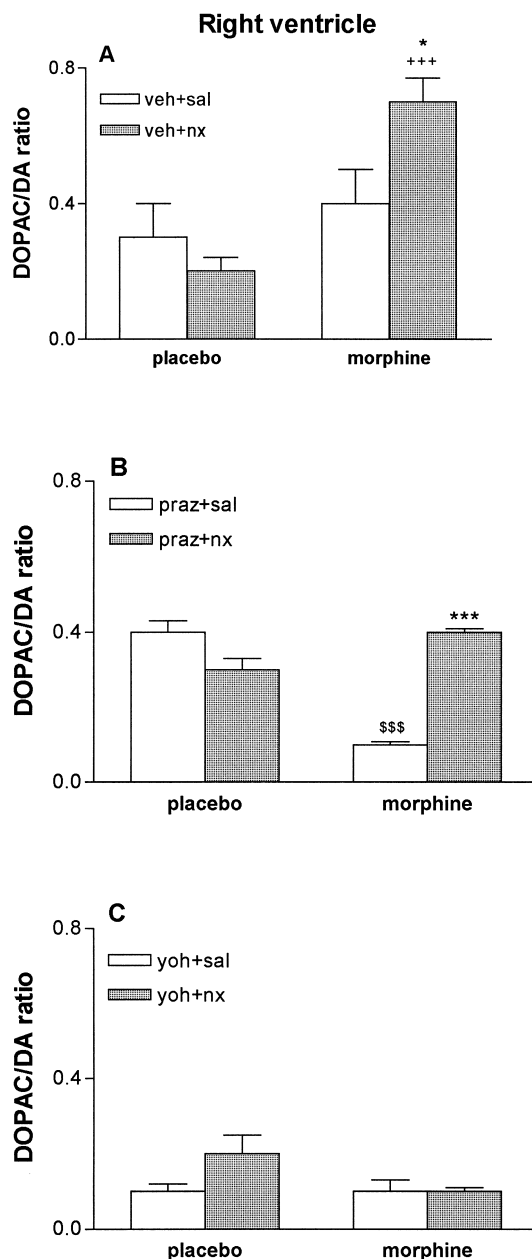 Right ventricle
A
*
+++
0.8
veh+sal
veh+nx
DOPAC/DA ratio
0.4
0.0
placebo morphine
B
0.8
praz+sal
praz+nx
DOPAC/DA ratio
0.4
***
$$$
0.0
placebo morphine
C
0.8
yoh+sal
yoh+nx
DOPAC/DA ratio
0.4
0.0
placebo morphine